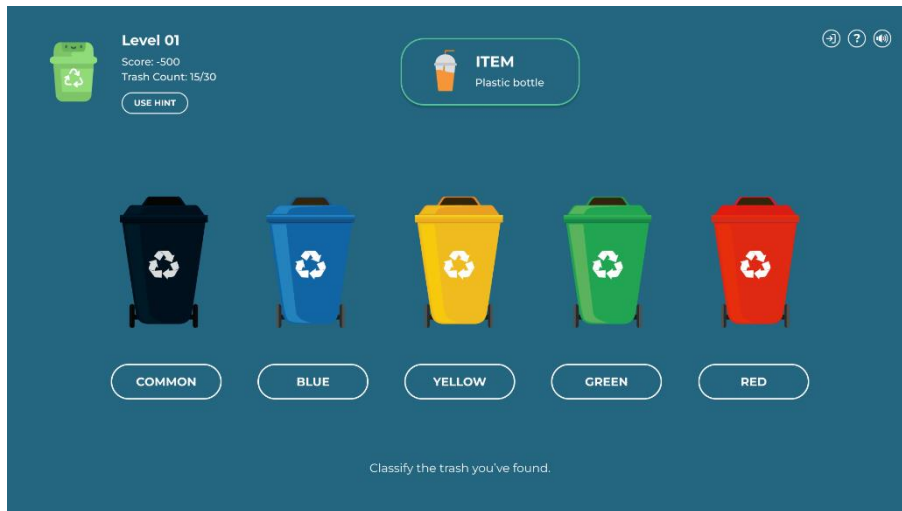 Level 01
Score: -500
Trash Count: 15/30
USE HINT
ITEM
Plastic bottle
?
COMMON
BLUE
YELLOW
GREEN
RED
Classify the trash you've found.